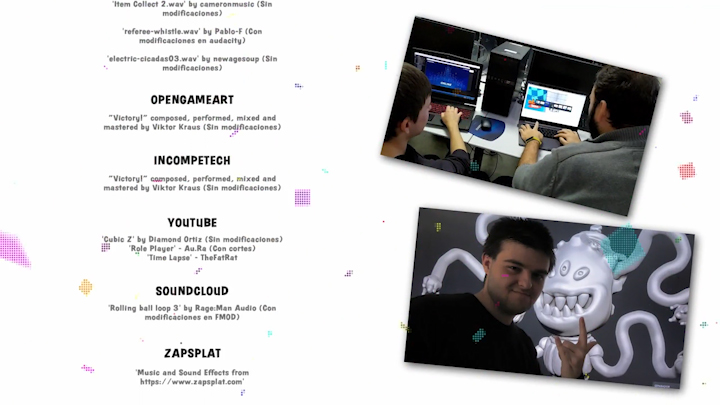 'Item Collect 2.wav' by cameronmusic (Sin
modificaciones)
'referee-whistle.wav' by Pablo-F (Con
modificaciones en audacity)
'electric-cicadas03.wav' by newagesoup (Sin
modificaciones)
OPENGAMEART
"Victory!" composed, performed, mixed and
mastered by Viktor Kraus (Sin modificaciones)
INCOMPETECH
"Victory!" composed, performed, mixed and
mastered by Viktor Kraus (Sin modificaciones)
YOUTUBE
'Cubic Z' by Diamond Ortiz (Sin modificaciones)
'Role Player' - Au.Ra (Con cortes)
'Time Lapse' - TheFatRat
SOUNDCLOUD
'Rolling ball loop 3' by Rage:Man Audio (Con
modificaciones en FMOD)
ZAPSPLAT
'Music and Sound Effects from
https://www.zapsplat.com'